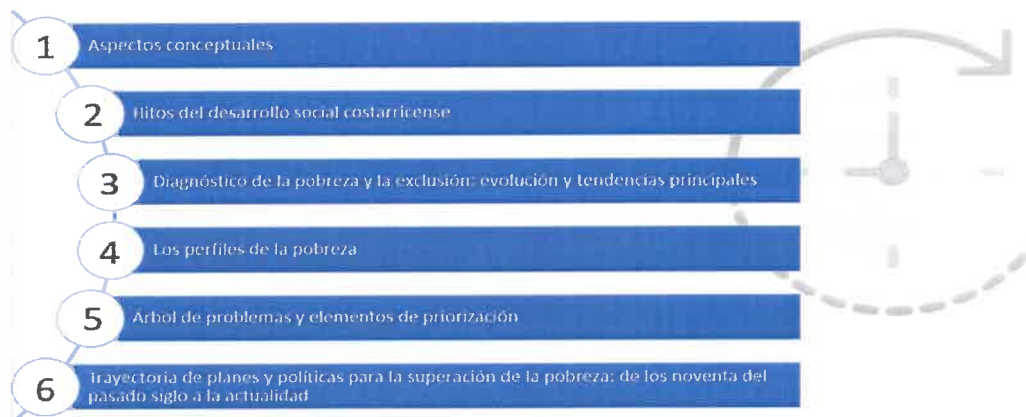 1 Aspectos conceptuales
2 Hitos del desarrollo social costarricense
3 Diagnóstico de la pobreza y la exclusión: evolución y tendencias principales
4 Los perfiles de la pobreza
5 Árbol de problemas y elementos de priorización
6 Trayectoria de planes y políticas para la superación de la pobreza: de los noventa del
pasado siglo a la actualidad